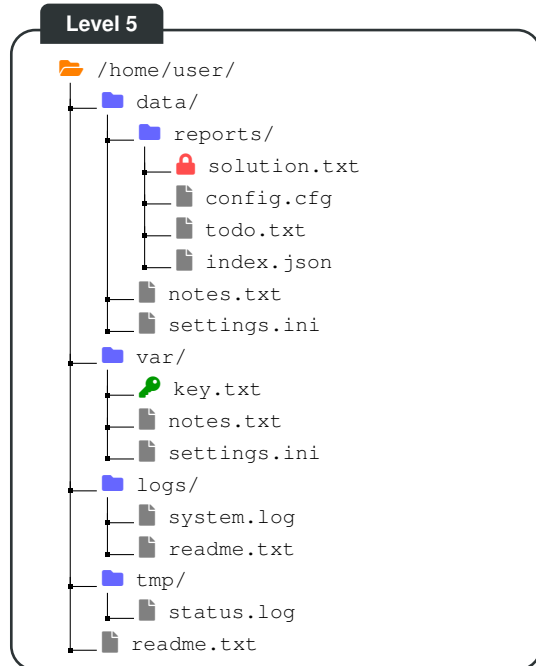 Level 5
/home/user/
data/
reports/
solution.txt
config.cfg
todo.txt
index.json
notes.txt
settings.ini
var/
key.txt
notes.txt
settings.ini
logs/
system.log
readme.txt
tmp/
status.log
readme.txt